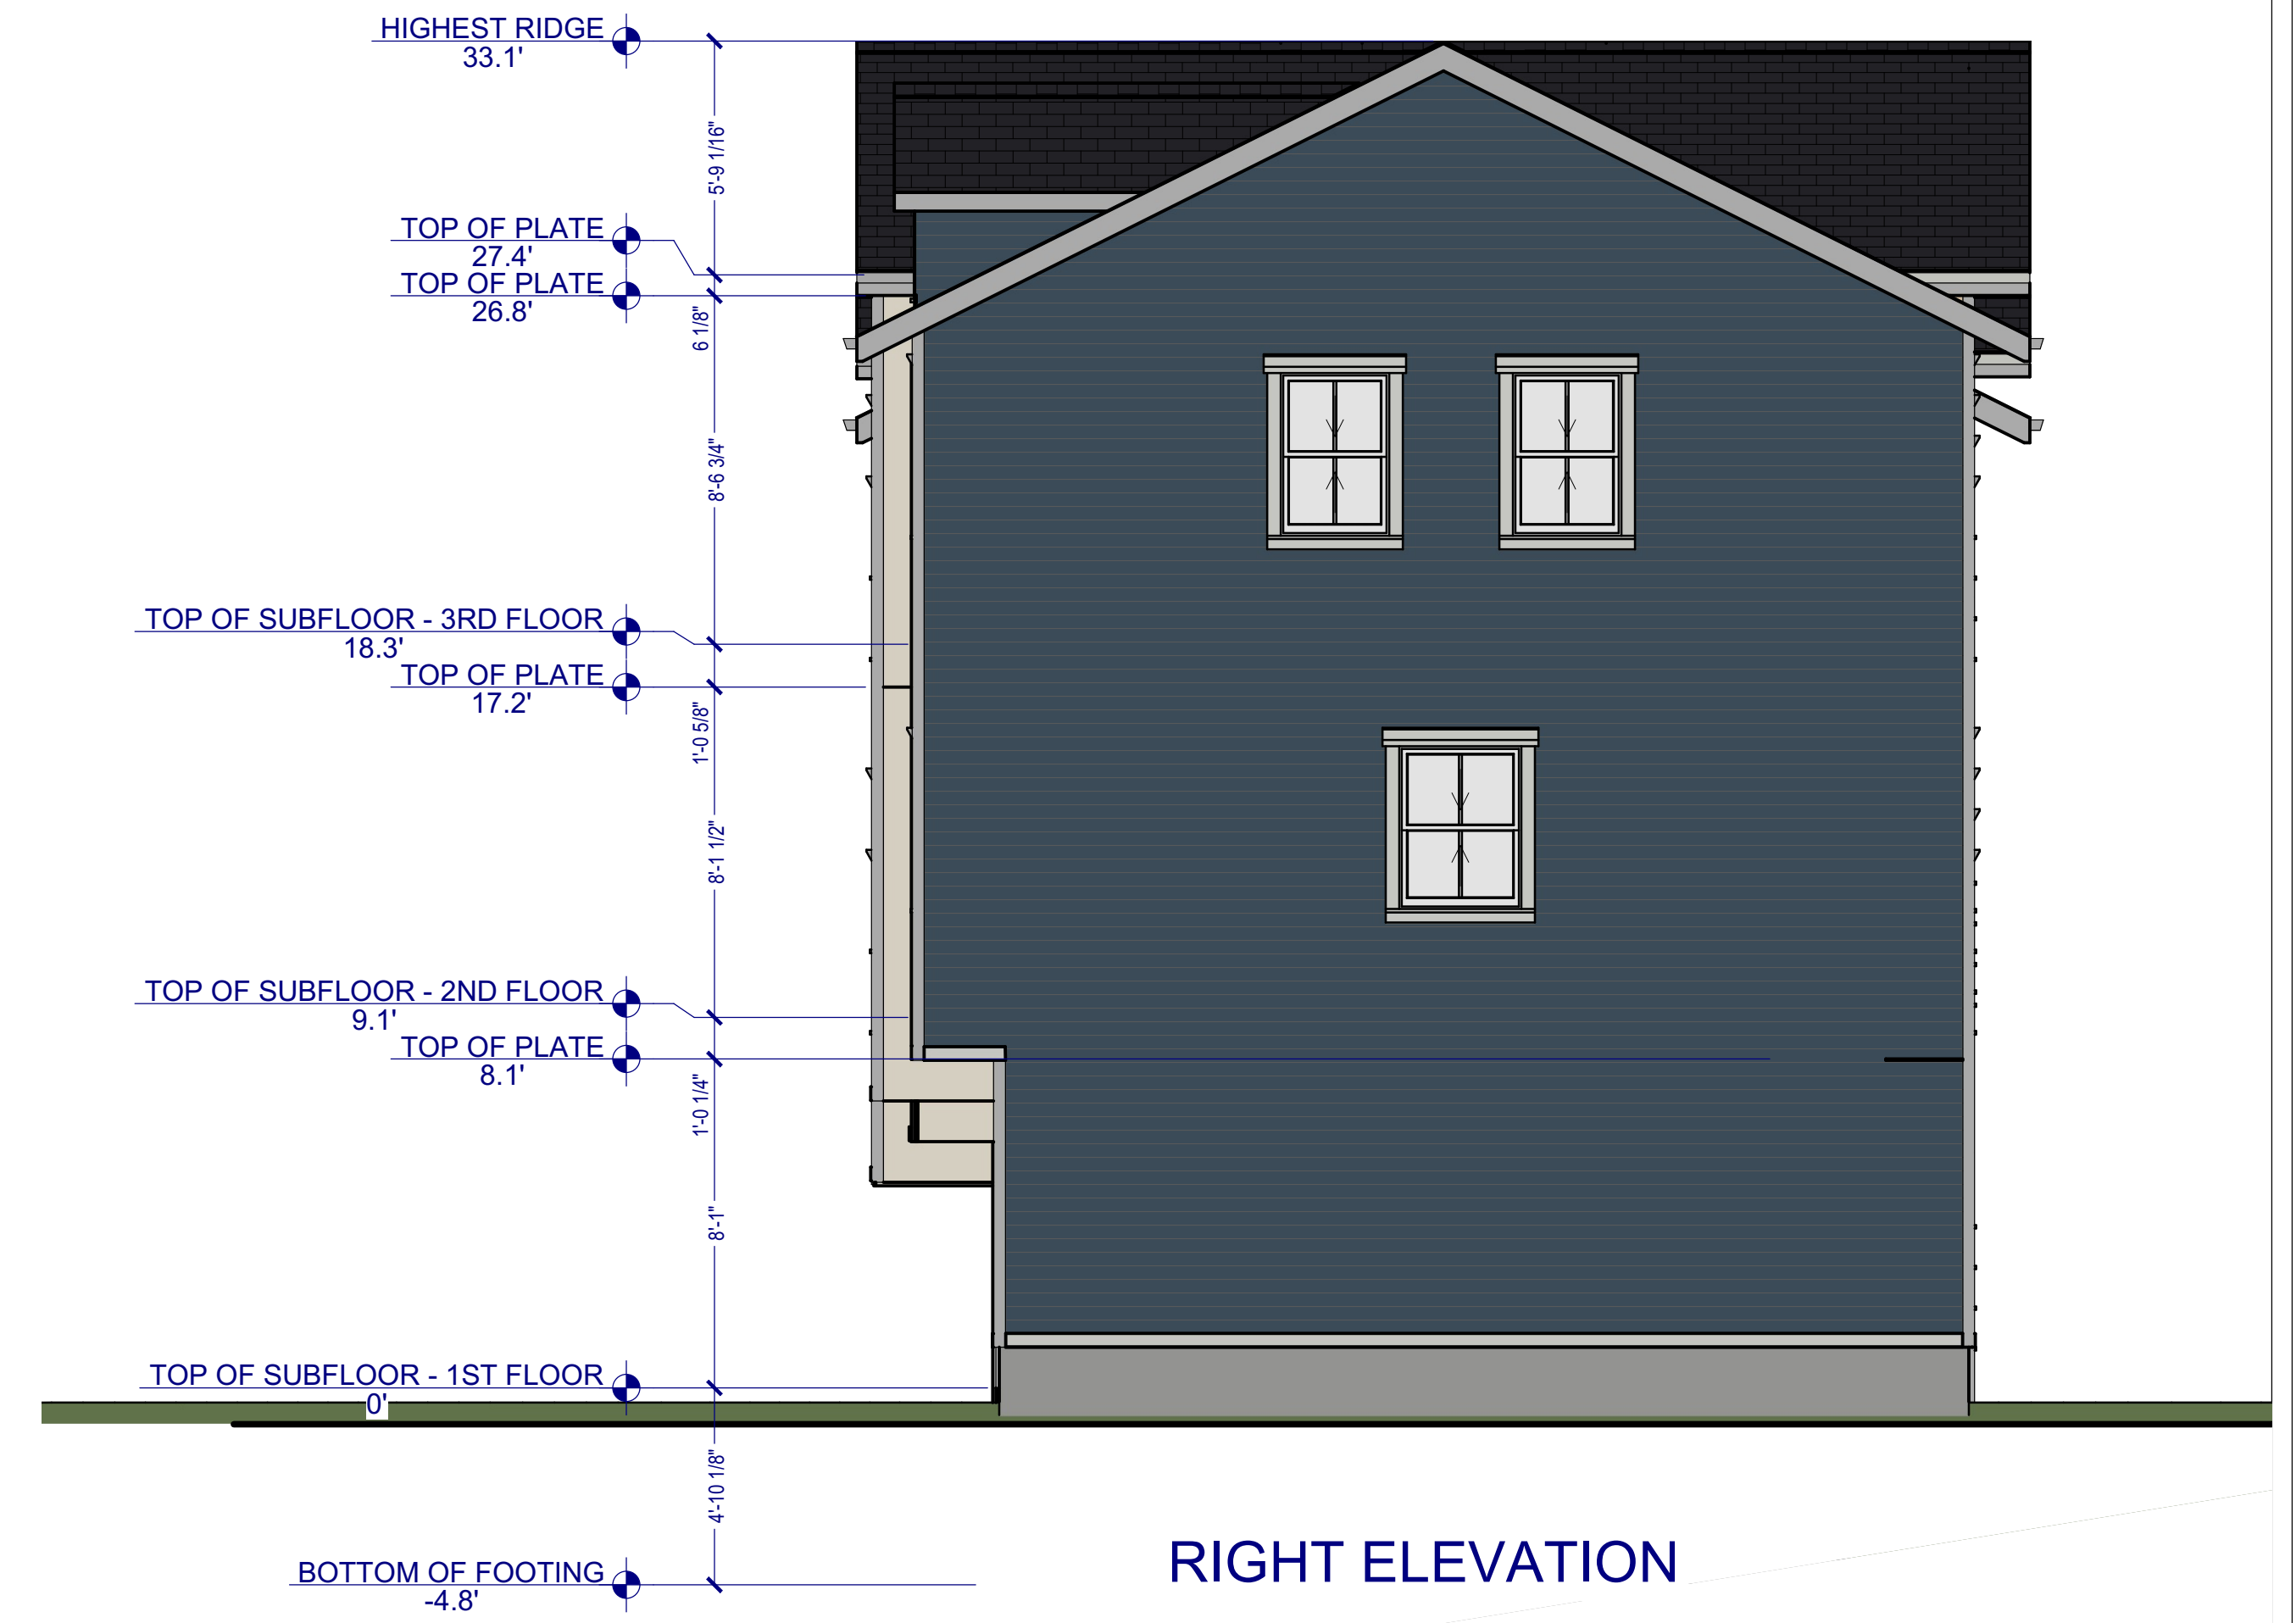 HIGHEST RIDGE
33.1'
5'-9 1/16"
TOP OF PLATE
27.4'
TOP OF PLATE
26.8'
6 1/8"
8'-6 3/4"
TOP OF SUBFLOOR - 3RD FLOOR
18.3'
TOP OF PLATE
17.2'
1'-0 5/8"
8'-1 1/2"
TOP OF SUBFLOOR - 2ND FLOOR
9.1'
TOP OF PLATE
8.1'
1'-0 1/4"
8'-1"
TOP OF SUBFLOOR - 1ST FLOOR
0'
4'-10 1/8"
BOTTOM OF FOOTING
-4.8'
RIGHT ELEVATION